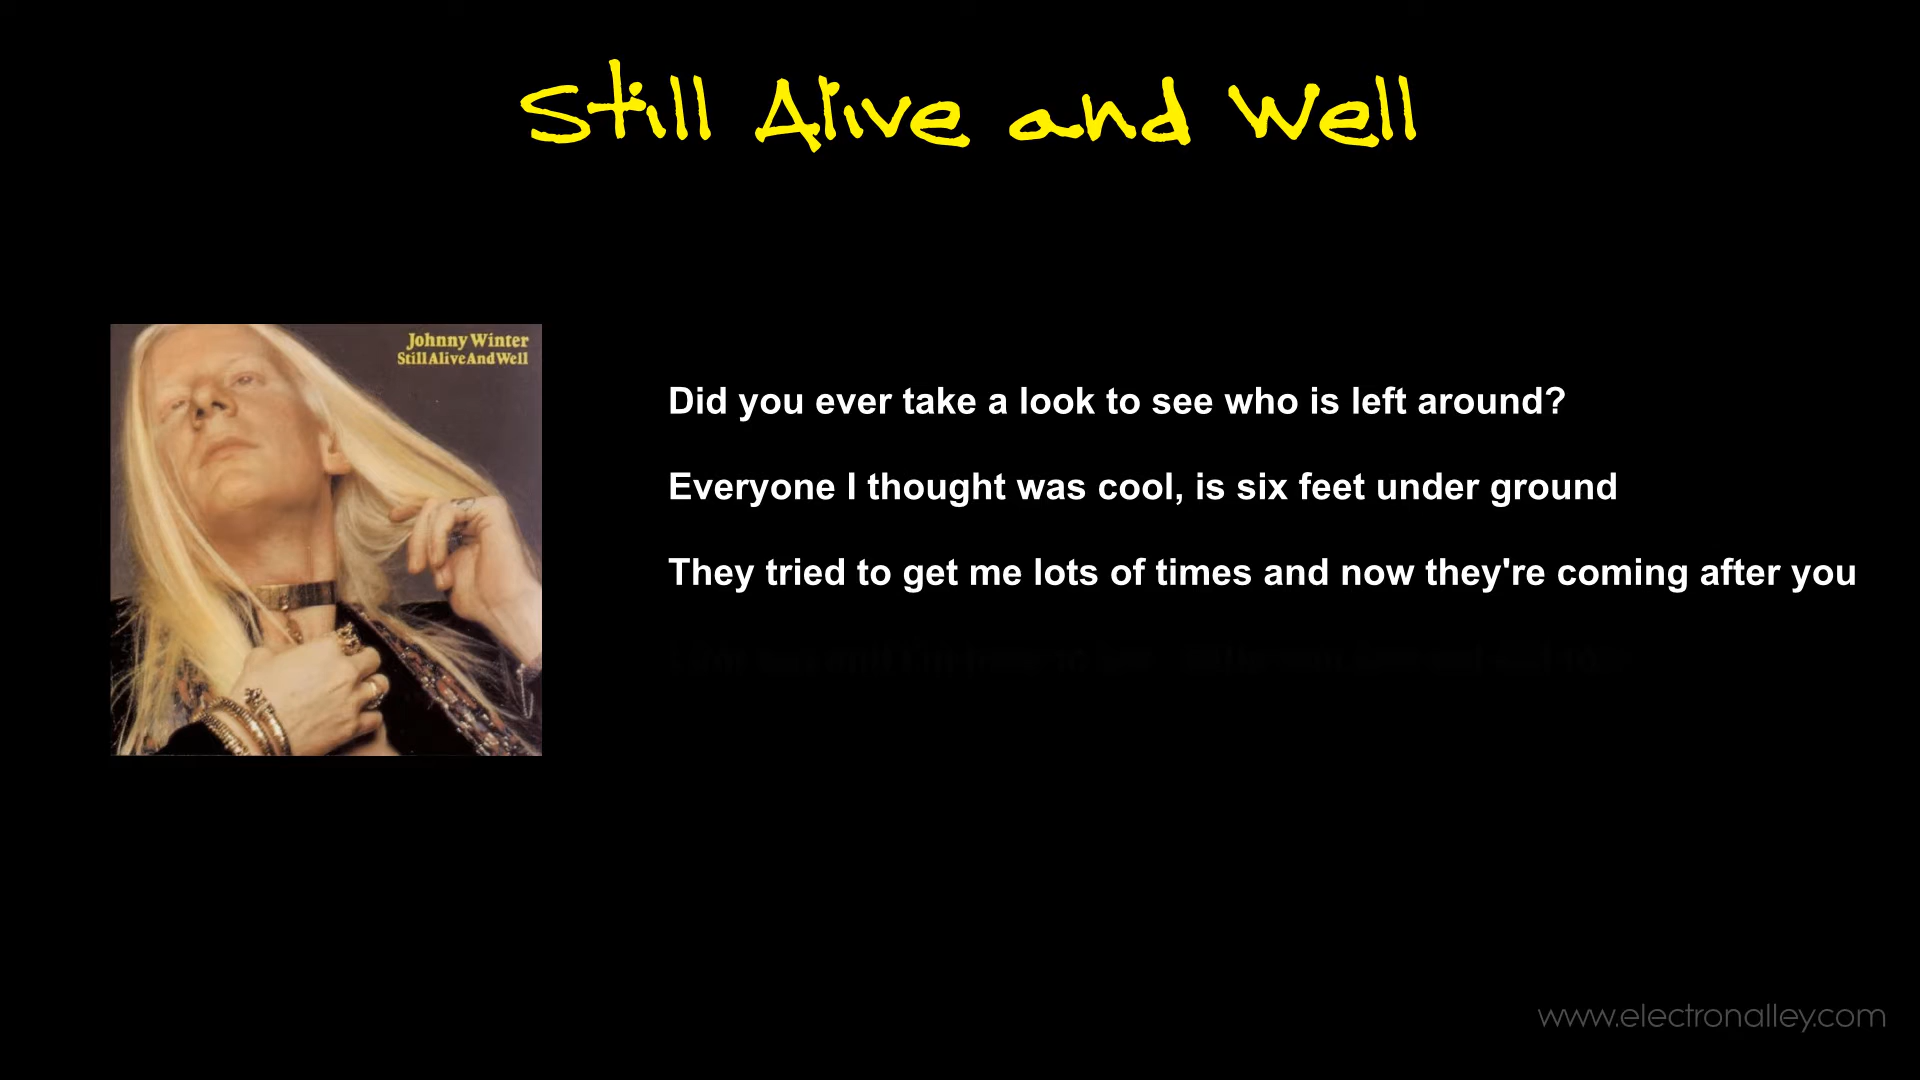 Still Alive and Well
Johnny Winter
Still Alive And Well
Did you ever take a look to see who is left around?
Everyone I thought was cool, is six feet under ground
They tried to get me lots of times and now they're coming after you
www.electronalley.com